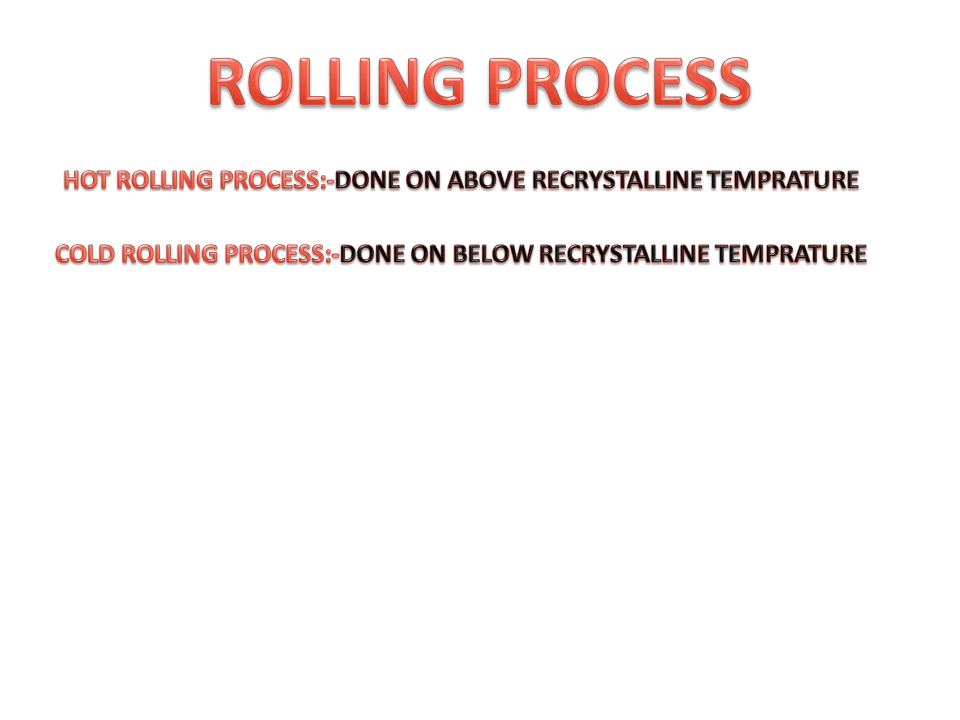 ROLLING PROCESS
HOT ROLLING PROCESS:-DONE ON ABOVE RECRYSTALLINE TEMPRATURE
COLD ROLLING PROCESS:-DONE ON BELOW RECRYSTALLINE TEMPRATURE